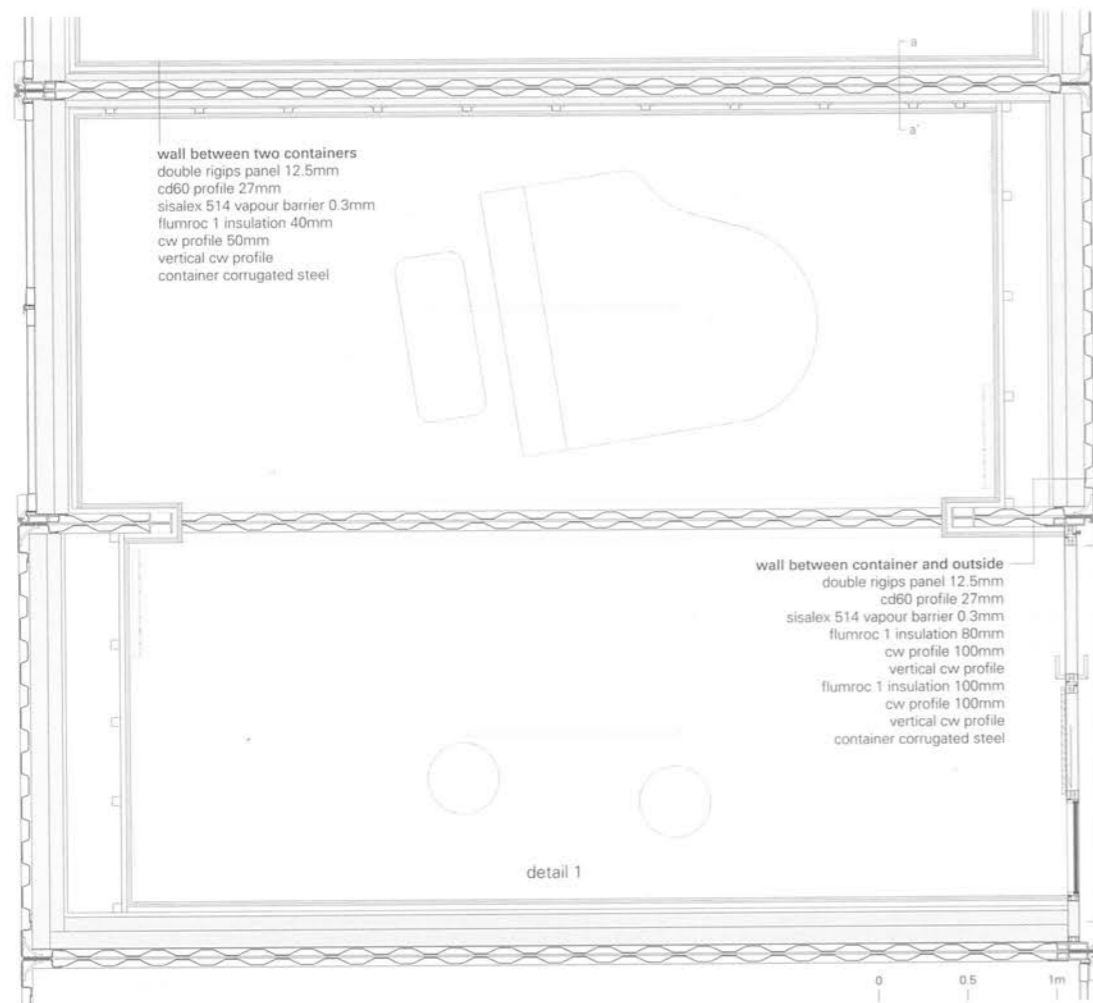 a
a'
wall between two containers
double rigips panel 12.5mm
cd60 profile 27mm
sisalex 514 vapour barrier 0.3mm
flumroc 1 insulation 40mm
cw profile 50mm
vertical cw profile
container corrugated steel
wall between container and outside
double rigips panel 12.5mm
cd60 profile 27mm
sisalex 514 vapour barrier 0.3mm
flumroc 1 insulation 80mm
cw profile 100mm
vertical cw profile
flumroc 1 insulation 100mm
cw profile 100mm
vertical cw profile
container corrugated steel
detail 1
0 0.5 1m